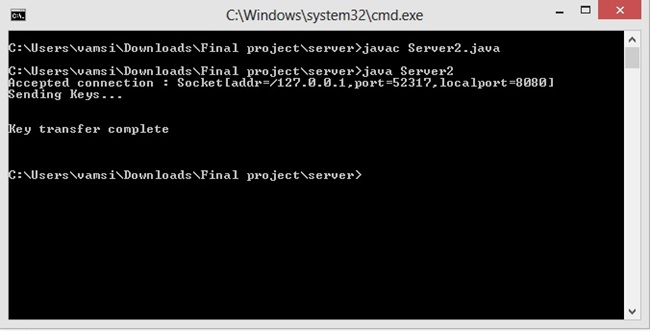 C:\Windows\system32\cmd.exe
C:\Users\vamsi\Downloads\Final project\server>javac Server2.java
C:\Users\vamsi\Downloads\Final project\server>java Server2
Accepted connection : Socket[addr=/127.0.0.1,port=52317,localport=8080]
Sending Keys...
Key transfer complete
C:\Users\vamsi\Downloads\Final project\server>